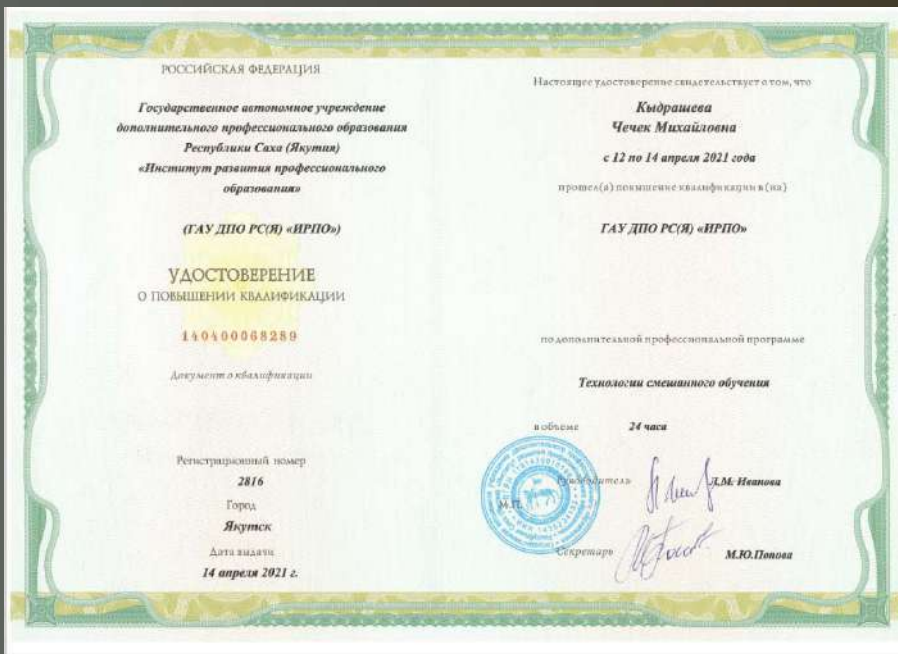 РОССИЙСКАЯ ФЕДЕРАЦИЯ
Государственное автономное учреждение
дополнительного профессионального образования
Республики Саха (Якутия)
«Институт развития профессионального
образования»
(ГАУ ДПО РС(Я) «ИРПО»)
УДОСТОВЕРЕНИЕ
О ПОВЫШЕНИИ КВАЛИФИКАЦИИ
140400068289
Документ о квалификации
Регистрационный номер
2816
Город
Якутск
Дата выдачи
14 апреля 2021 г.
Настоящее удостоверение свидетельствует о том, что
Кыдрашева
Чечек Михайловна
с 12 по 14 апреля 2021 года
прошел(а) повышение квалификации в (на)
ГАУ ДПО РС(Я) «ИРПО»
по дополнительной профессиональной программе
Технологии смешанного обучения
в объеме 24 часа
Руководитель Л.М. Иванова
М.П.
Секретарь М.Ю.Попова